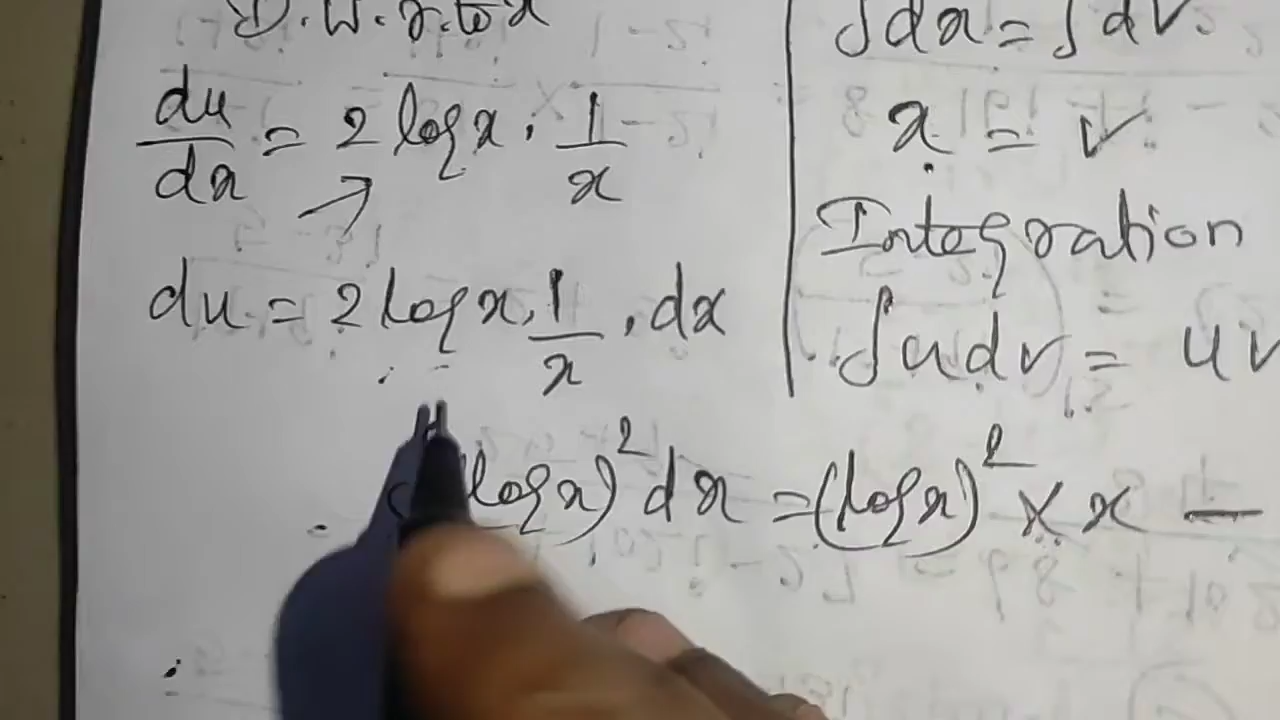 D.W.r.to x
du/dx = 2 log x . 1/x
du = 2 log x . 1/x . dx
∫dx = ∫dv
x = v
Integration
∫u dv = uv
log x)² dx = (log x)² × x —